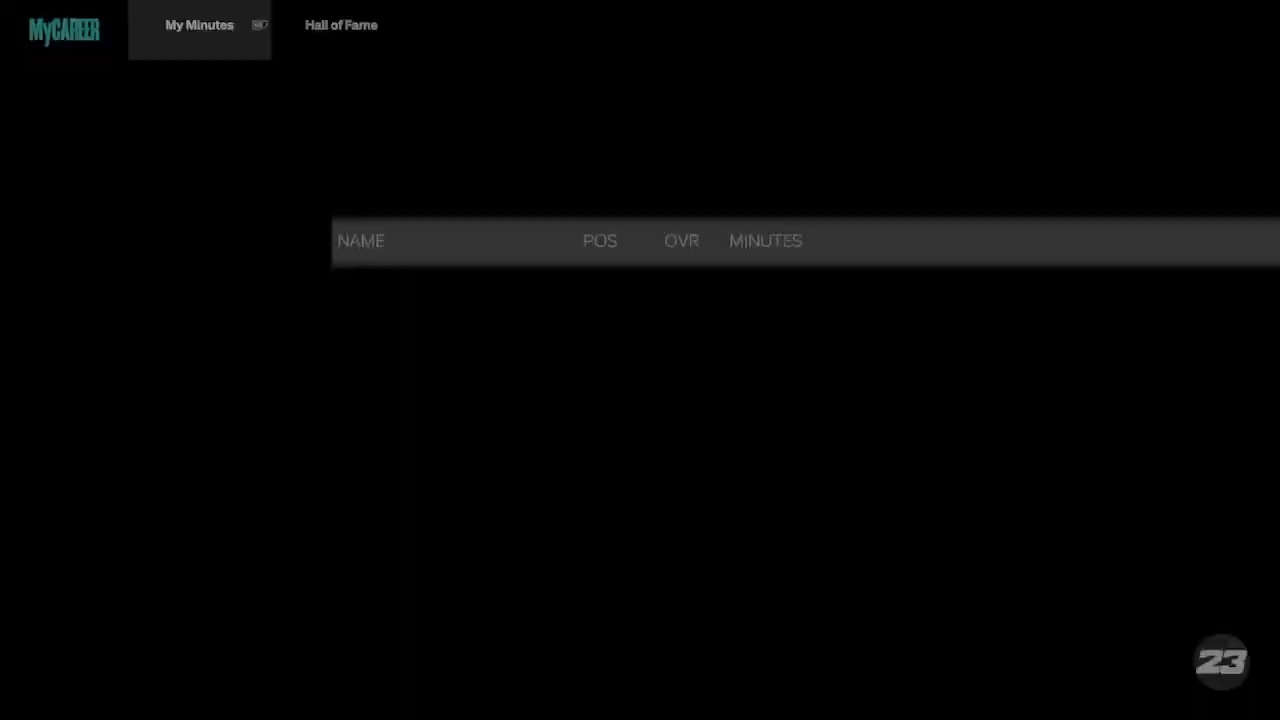 MyCAREER
My Minutes
Hall of Fame
NAME POS OVR MINUTES
23